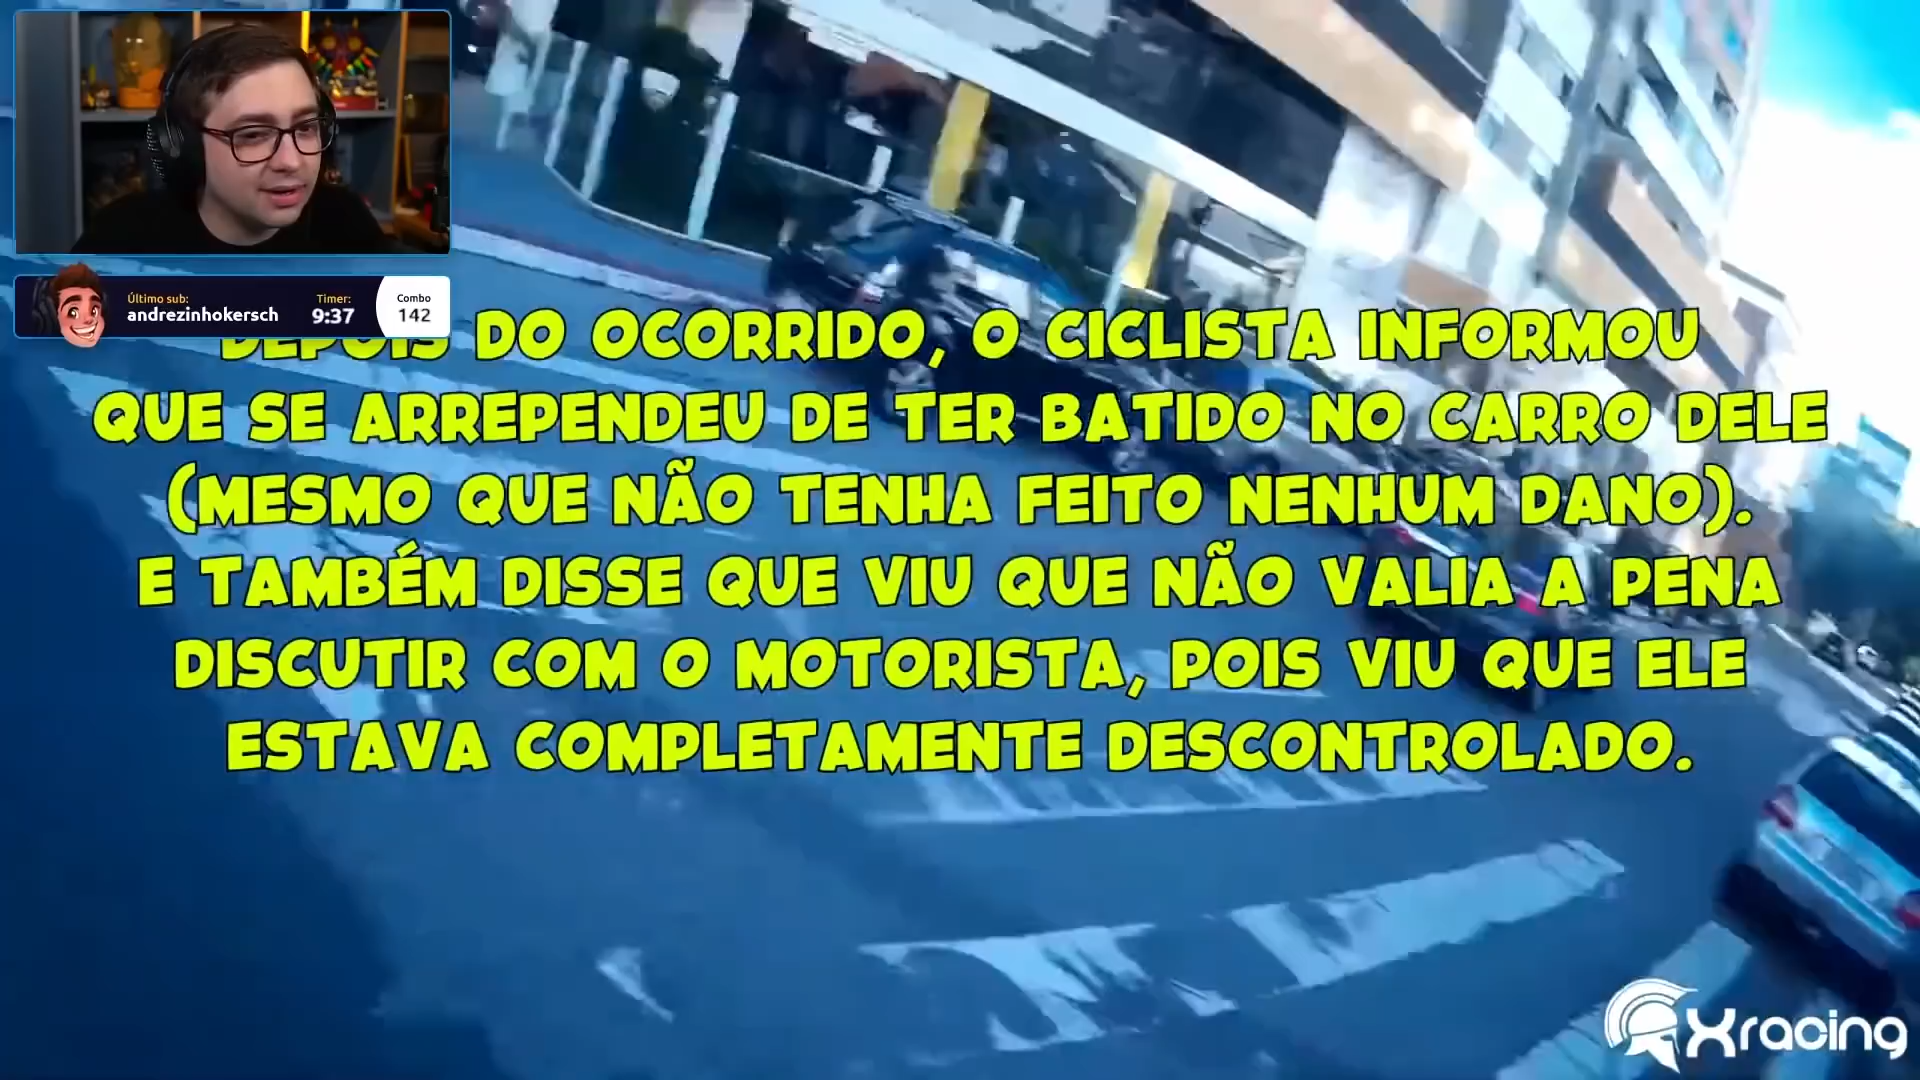 Último sub:
andrezinhokersch
Timer:
9:37
Combo
142
DEPOIS DO OCORRIDO, O CICLISTA INFORMOU
QUE SE ARREPENDEU DE TER BATIDO NO CARRO DELE
(MESMO QUE NÃO TENHA FEITO NENHUM DANO).
E TAMBÉM DISSE QUE VIU QUE NÃO VALIA A PENA
DISCUTIR COM O MOTORISTA, POIS VIU QUE ELE
ESTAVA COMPLETAMENTE DESCONTROLADO.
Xracing